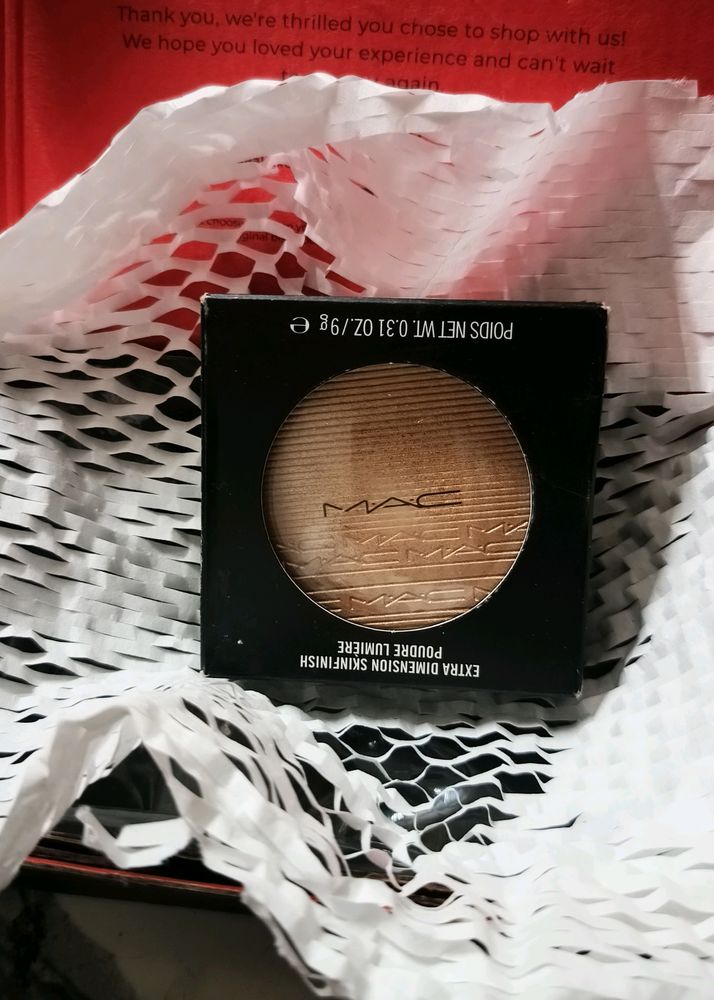 Thank you, we're thrilled you chose to shop with us!
We hope you loved your experience and can't wait
again.
EXTRA DIMENSION SKINFINISH
POUDRE LUMIÈRE
M·A·C
M·A·C M·A·C
M·A·C M·A·C
M·A·C
POIDS NET WT. 0.31 OZ./9g e